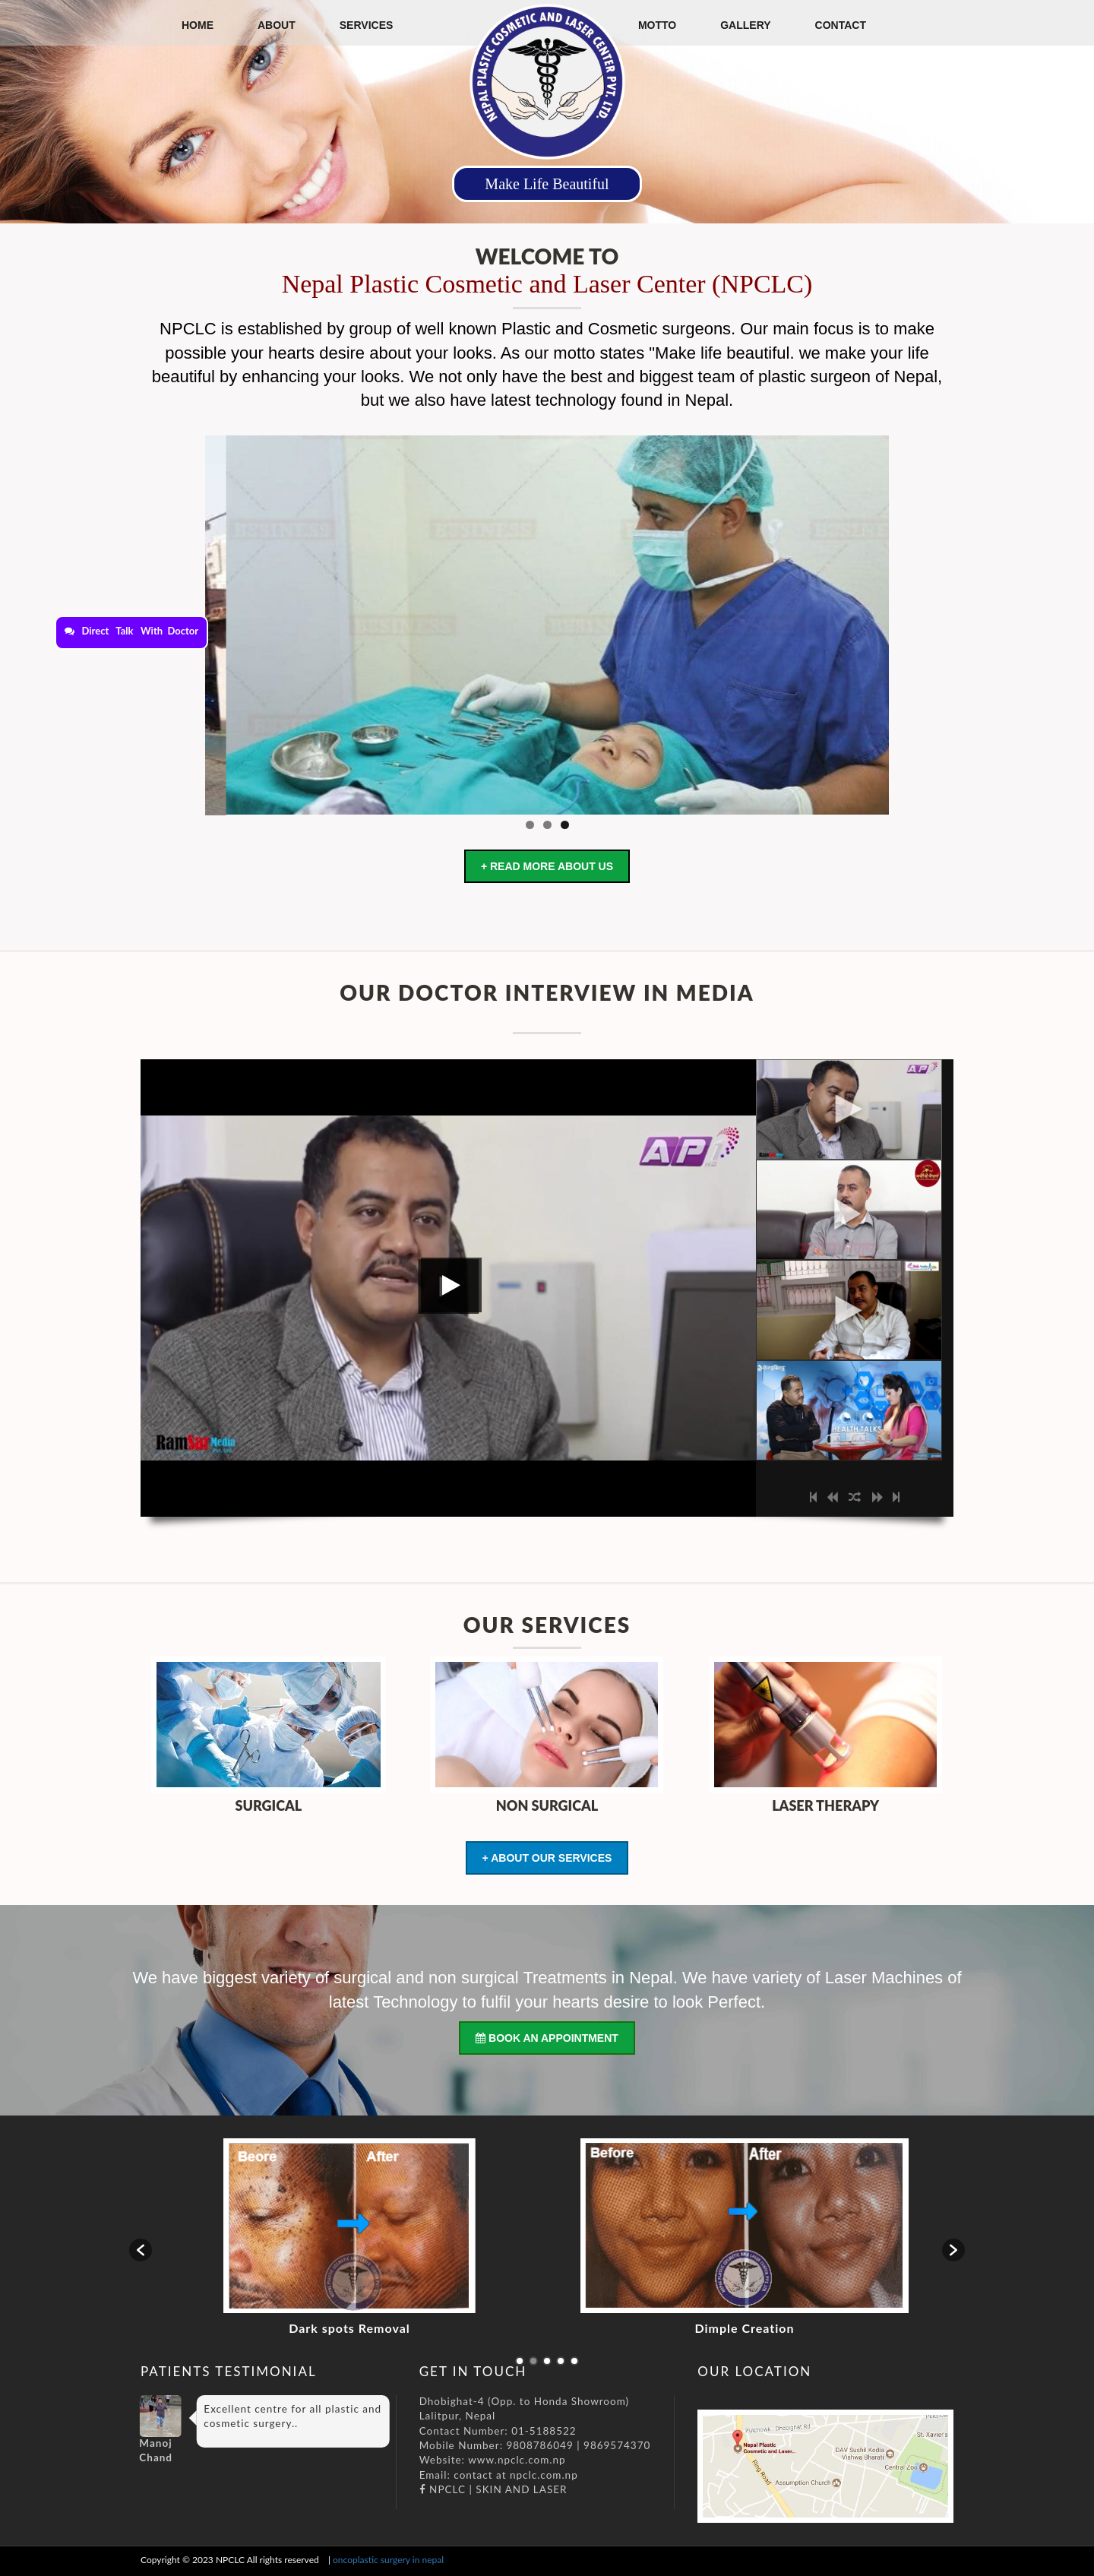 HOME ABOUT SERVICES MOTTO GALLERY CONTACT
NEPAL PLASTIC COSMETIC AND LASER CENTER PVT. LTD.
Make Life Beautiful
WELCOME TO
Nepal Plastic Cosmetic and Laser Center (NPCLC)
NPCLC is established by group of well known Plastic and Cosmetic surgeons. Our main focus is to make
possible your hearts desire about your looks. As our motto states "Make life beautiful. we make your life
beautiful by enhancing your looks. We not only have the best and biggest team of plastic surgeon of Nepal,
but we also have latest technology found in Nepal.
BUSINESS
Direct Talk With Doctor
+ READ MORE ABOUT US
OUR DOCTOR INTERVIEW IN MEDIA
AP1
RamSar Media
HEALTH TALKS
OUR SERVICES
SURGICAL
NON SURGICAL
LASER THERAPY
+ ABOUT OUR SERVICES
We have biggest variety of surgical and non surgical Treatments in Nepal. We have variety of Laser Machines of
latest Technology to fulfil your hearts desire to look Perfect.
BOOK AN APPOINTMENT
Beore After
Before After
Dark spots Removal
Dimple Creation
PATIENTS TESTIMONIAL
Excellent centre for all plastic and
cosmetic surgery..
Manoj
Chand
GET IN TOUCH
Dhobighat-4 (Opp. to Honda Showroom)
Lalitpur, Nepal
Contact Number: 01-5188522
Mobile Number: 9808786049 | 9869574370
Website: www.npclc.com.np
Email: contact at npclc.com.np
NPCLC | SKIN AND LASER
OUR LOCATION
Pulchowk - Dhobighat Rd
St. Xavier's
Nepal Plastic
Cosmetic and Laser...
DAV Sushil Kedia
Vishwa Bharati
Central Zoo
Ring Road
Assumption Church
Copyright © 2023 NPCLC All rights reserved | oncoplastic surgery in nepal